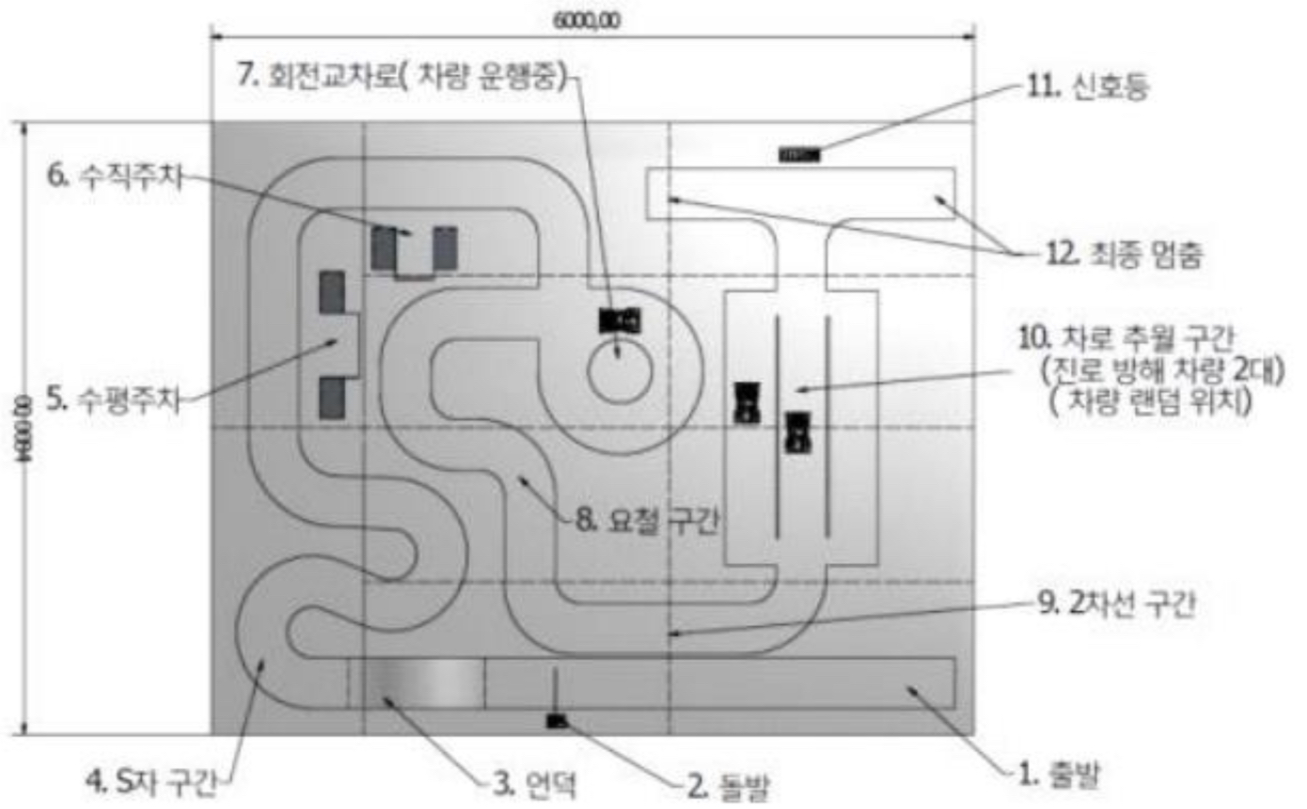 6000,00
7. 회전교차로( 차량 운행중)
11. 신호등
6. 수직주차
12. 최종 멈춤
10. 차로 추월 구간
(진로 방해 차량 2대)
( 차량 랜덤 위치)
5. 수평주차
8. 요철 구간
9. 2차선 구간
4. S자 구간
3. 언덕
2. 돌발
1. 출발